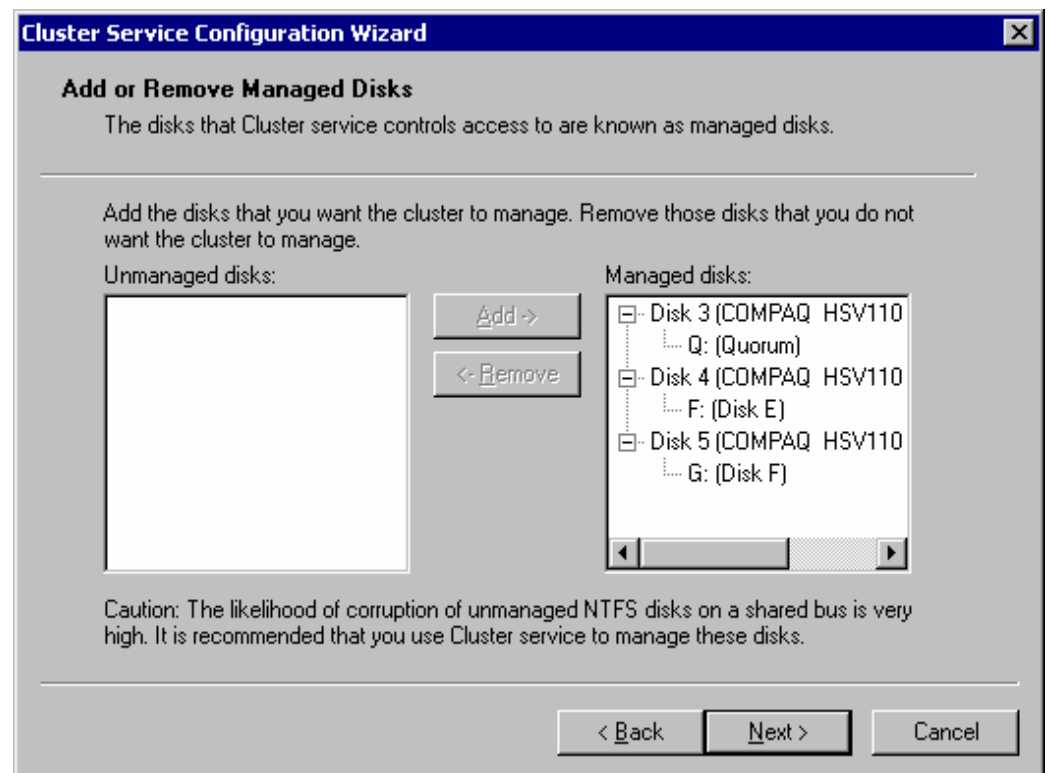 Cluster Service Configuration Wizard
Add or Remove Managed Disks
The disks that Cluster service controls access to are known as managed disks.
Add the disks that you want the cluster to manage. Remove those disks that you do not
want the cluster to manage.
Unmanaged disks:
Managed disks:
Add ->
<- Remove
Disk 3 (COMPAQ HSV110
Q: (Quorum)
Disk 4 (COMPAQ HSV110
F: (Disk E)
Disk 5 (COMPAQ HSV110
G: (Disk F)
Caution: The likelihood of corruption of unmanaged NTFS disks on a shared bus is very
high. It is recommended that you use Cluster service to manage these disks.
< Back
Next >
Cancel